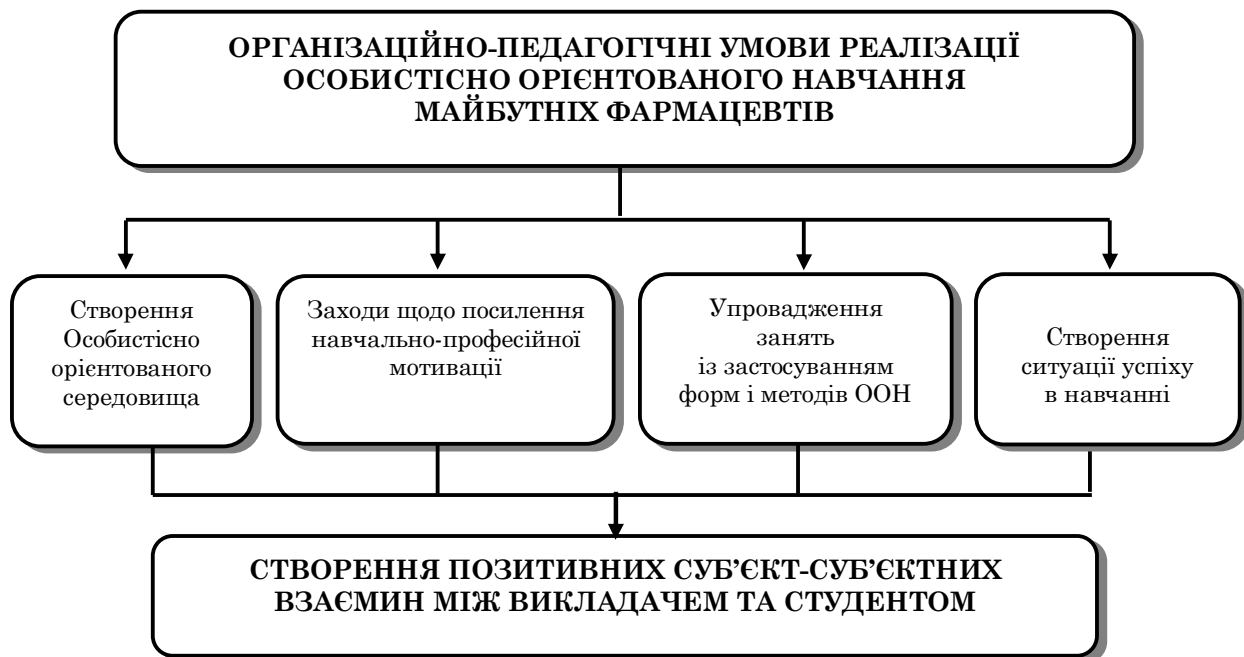 ОРГАНІЗАЦІЙНО-ПЕДАГОГІЧНІ УМОВИ РЕАЛІЗАЦІЇ
ОСОБИСТІСНО ОРІЄНТОВАНОГО НАВЧАННЯ
МАЙБУТНІХ ФАРМАЦЕВТІВ
Створення
Особистісно
орієнтованого
середовища
Заходи щодо посилення
навчально-професійної
мотивації
Упровадження
занять
із застосуванням
форм і методів ООН
Створення
ситуації успіху
в навчанні
СТВОРЕННЯ ПОЗИТИВНИХ СУБ’ЄКТ-СУБ’ЄКТНИХ
ВЗАЄМИН МІЖ ВИКЛАДАЧЕМ ТА СТУДЕНТОМ